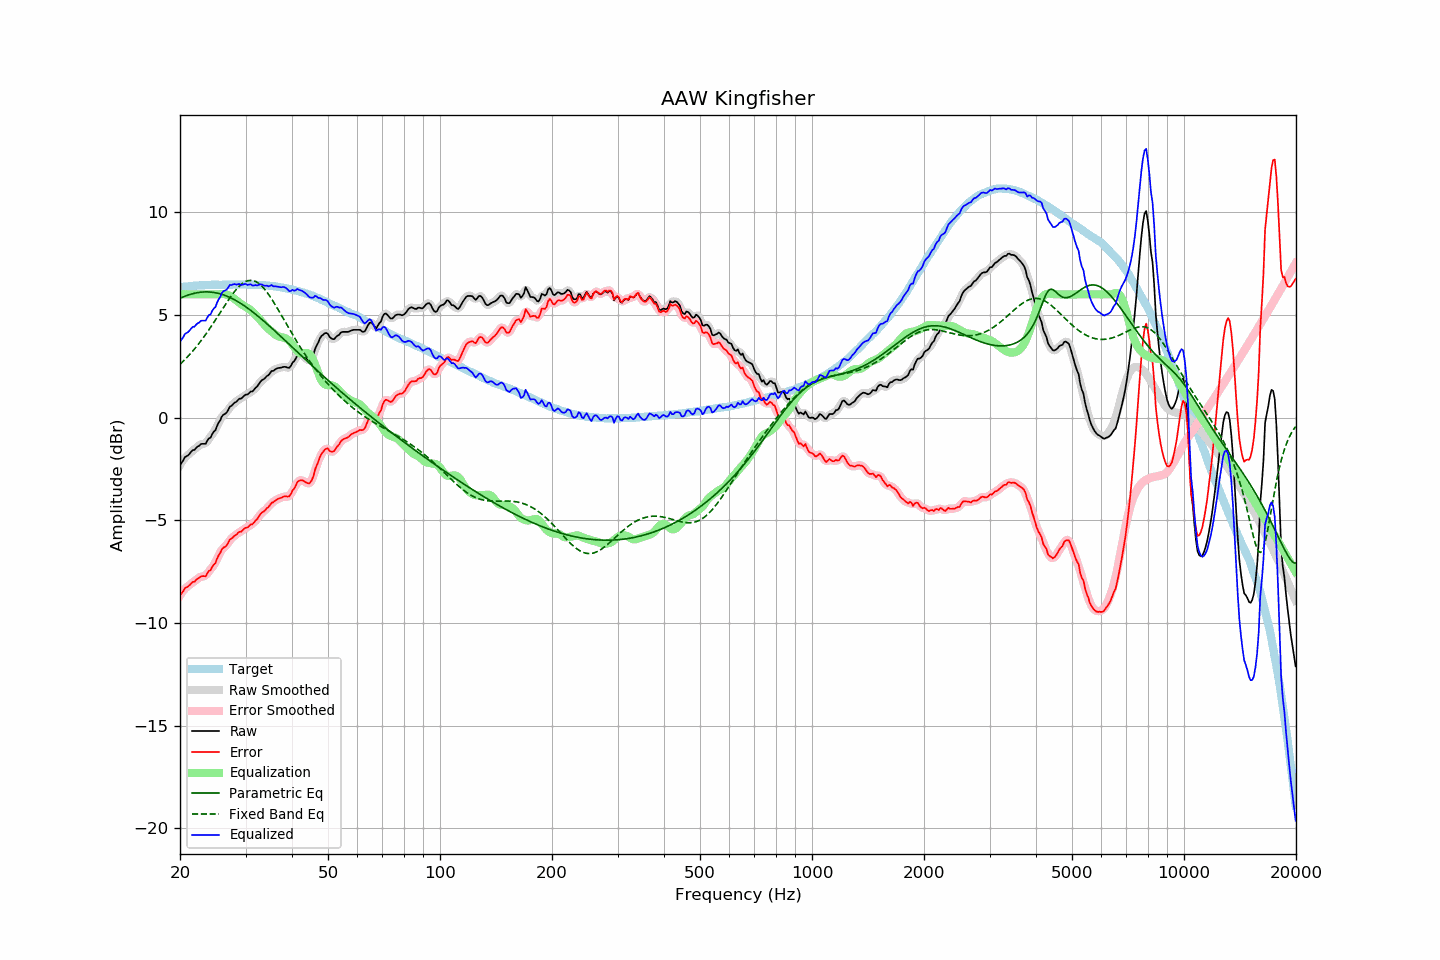 AAW Kingfisher
Amplitude (dBr)
10
5
0
−5
−10
−15
−20
Target
Raw Smoothed
Error Smoothed
Raw
Error
Equalization
Parametric Eq
Fixed Band Eq
Equalized
20 50 100 200 500 1000 2000 5000 10000 20000
Frequency (Hz)